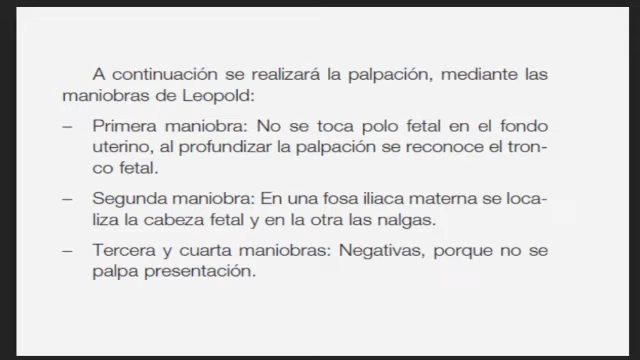 A continuación se realizará la palpación, mediante las
maniobras de Leopold:
– Primera maniobra: No se toca polo fetal en el fondo
uterino, al profundizar la palpación se reconoce el tron-
co fetal.
– Segunda maniobra: En una fosa iliaca materna se loca-
liza la cabeza fetal y en la otra las nalgas.
– Tercera y cuarta maniobras: Negativas, porque no se
palpa presentación.